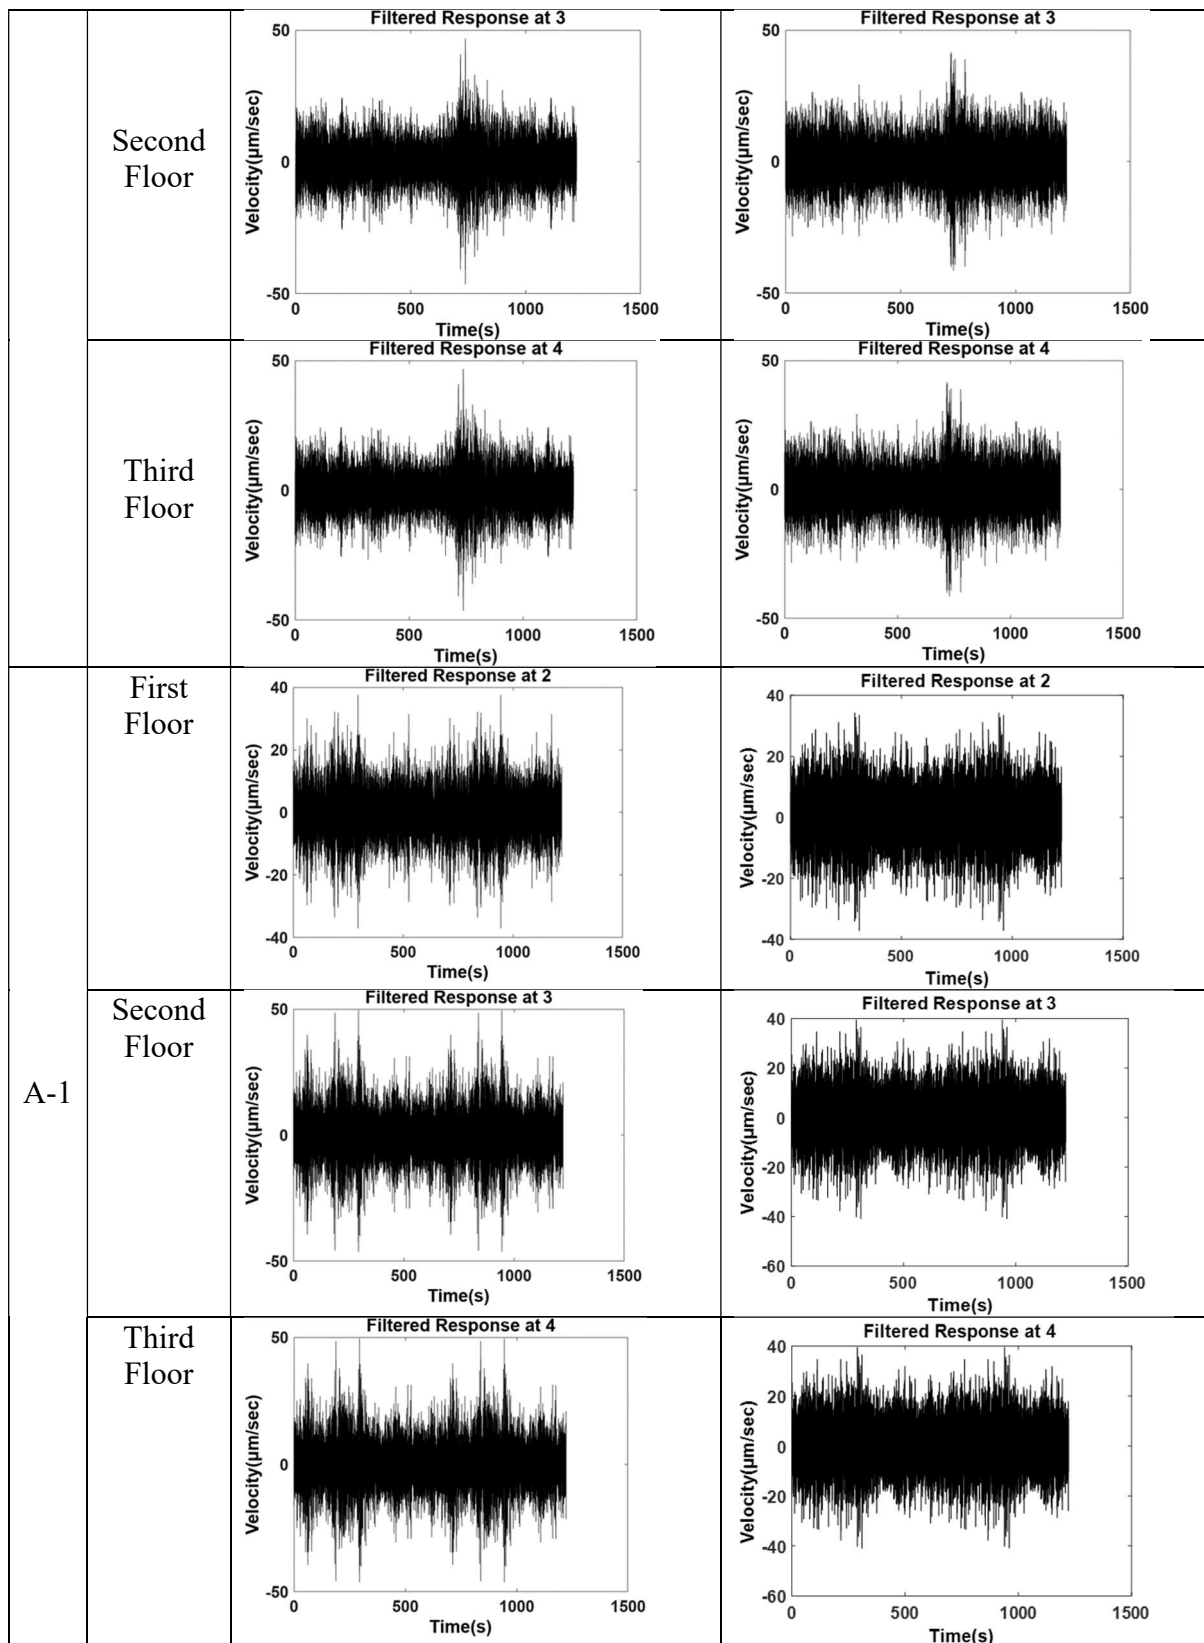 Second
Floor
Filtered Response at 3
Velocity(µm/sec)
50
0
-50
0 500 1000 1500
Time(s)
Filtered Response at 3
Velocity(µm/sec)
50
0
-50
0 500 1000 1500
Time(s)
Third
Floor
Filtered Response at 4
Velocity(µm/sec)
50
0
-50
0 500 1000 1500
Time(s)
Filtered Response at 4
Velocity(µm/sec)
50
0
-50
0 500 1000 1500
Time(s)
A-1
First
Floor
Filtered Response at 2
Velocity(µm/sec)
40
20
0
-20
-40
0 500 1000 1500
Time(s)
Filtered Response at 2
Velocity(µm/sec)
40
20
0
-20
-40
0 500 1000 1500
Time(s)
Second
Floor
Filtered Response at 3
Velocity(µm/sec)
50
0
-50
0 500 1000 1500
Time(s)
Filtered Response at 3
Velocity(µm/sec)
40
20
0
-20
-40
-60
0 500 1000 1500
Time(s)
Third
Floor
Filtered Response at 4
Velocity(µm/sec)
50
0
-50
0 500 1000 1500
Time(s)
Filtered Response at 4
Velocity(µm/sec)
40
20
0
-20
-40
-60
0 500 1000 1500
Time(s)